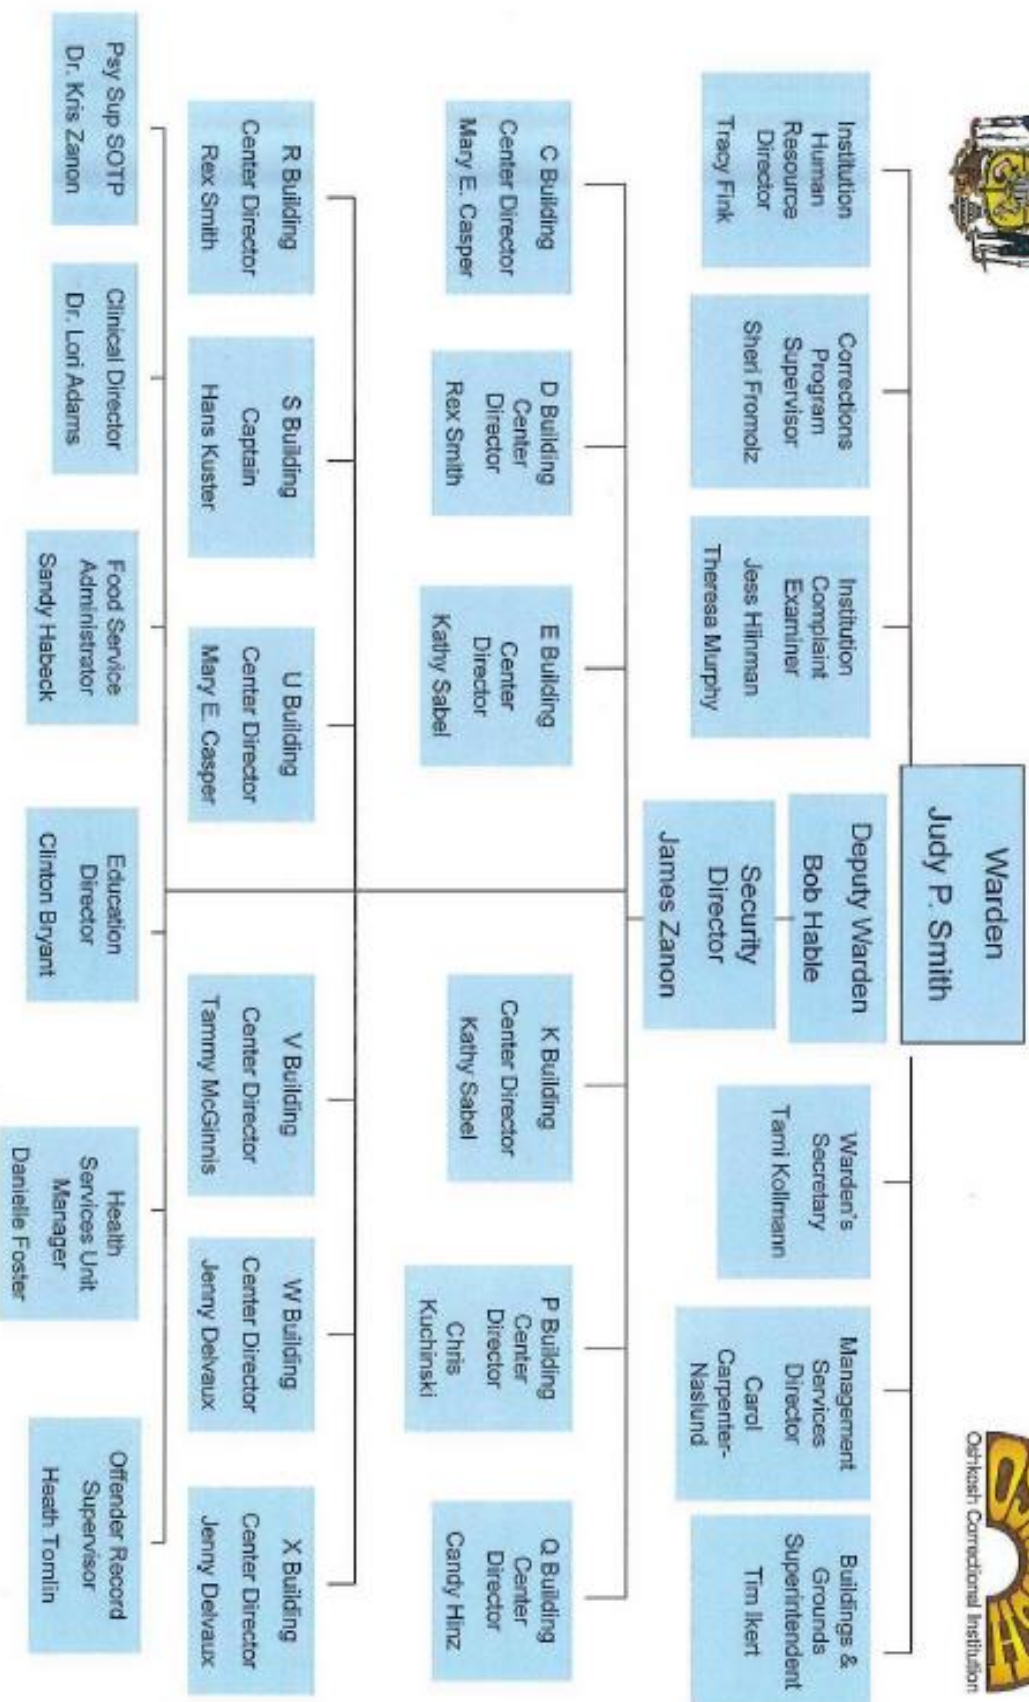 Oshkosh Correctional Institution
Warden
Judy P. Smith
Deputy Warden
Bob Hable
Security
Director
James Zanon
Institution
Human
Resource
Director
Tracy Fink
Corrections
Program
Supervisor
Sheri Fromolz
Institution
Complaint
Examiner
Jess Hiinman
Theresa Murphy
Warden's
Secretary
Tami Kollmann
Management
Services
Director
Carol
Carpenter-
Naslund
Buildings &
Grounds
Superintendent
Tim Ikert
C Building
Center Director
Mary E. Casper
D Building
Center
Director
Rex Smith
E Building
Center
Director
Kathy Sabel
K Building
Center Director
Kathy Sabel
P Building
Center
Director
Chris
Kuchinski
Q Building
Center
Director
Candy Hinz
R Building
Center Director
Rex Smith
S Building
Captain
Hans Kuster
U Building
Center Director
Mary E. Casper
V Building
Center Director
Tammy McGinnis
W Building
Center Director
Jenny Delvaux
X Building
Center Director
Jenny Delvaux
Psy Sup SOTP
Dr. Kris Zanon
Clinical Director
Dr. Lori Adams
Food Service
Administrator
Sandy Habeck
Education
Director
Clinton Bryant
Health
Services Unit
Manager
Danielle Foster
Offender Record
Supervisor
Heath Tomlin